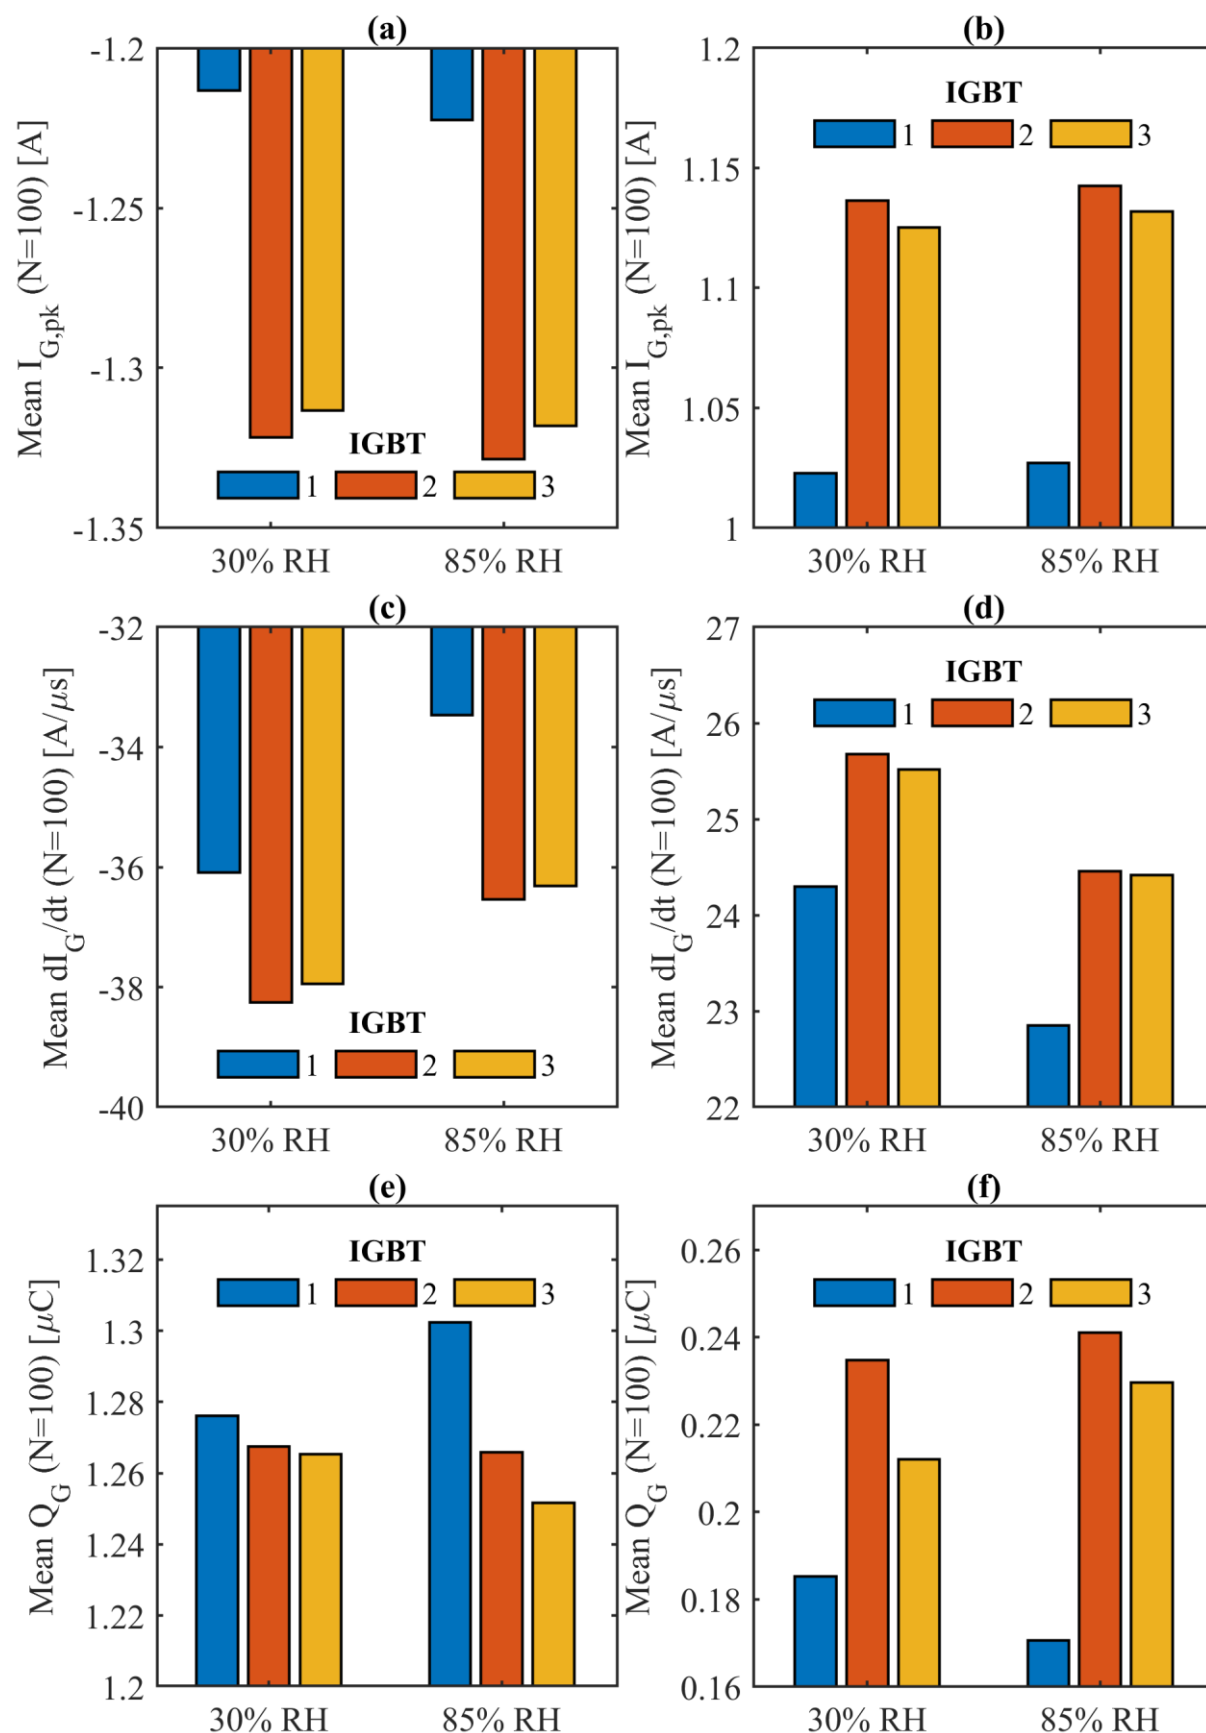 (a)
Mean I_G,pk (N=100) [A]
-1.2
-1.25
-1.3
-1.35
IGBT
1 2 3
30% RH 85% RH
(b)
Mean I_G,pk (N=100) [A]
1.2
1.15
1.1
1.05
1
IGBT
1 2 3
30% RH 85% RH
(c)
Mean dI_G/dt (N=100) [A/μs]
-32
-34
-36
-38
-40
IGBT
1 2 3
30% RH 85% RH
(d)
Mean dI_G/dt (N=100) [A/μs]
27
26
25
24
23
22
IGBT
1 2 3
30% RH 85% RH
(e)
Mean Q_G (N=100) [μC]
1.32
1.3
1.28
1.26
1.24
1.22
1.2
IGBT
1 2 3
30% RH 85% RH
(f)
Mean Q_G (N=100) [μC]
0.26
0.24
0.22
0.2
0.18
0.16
IGBT
1 2 3
30% RH 85% RH